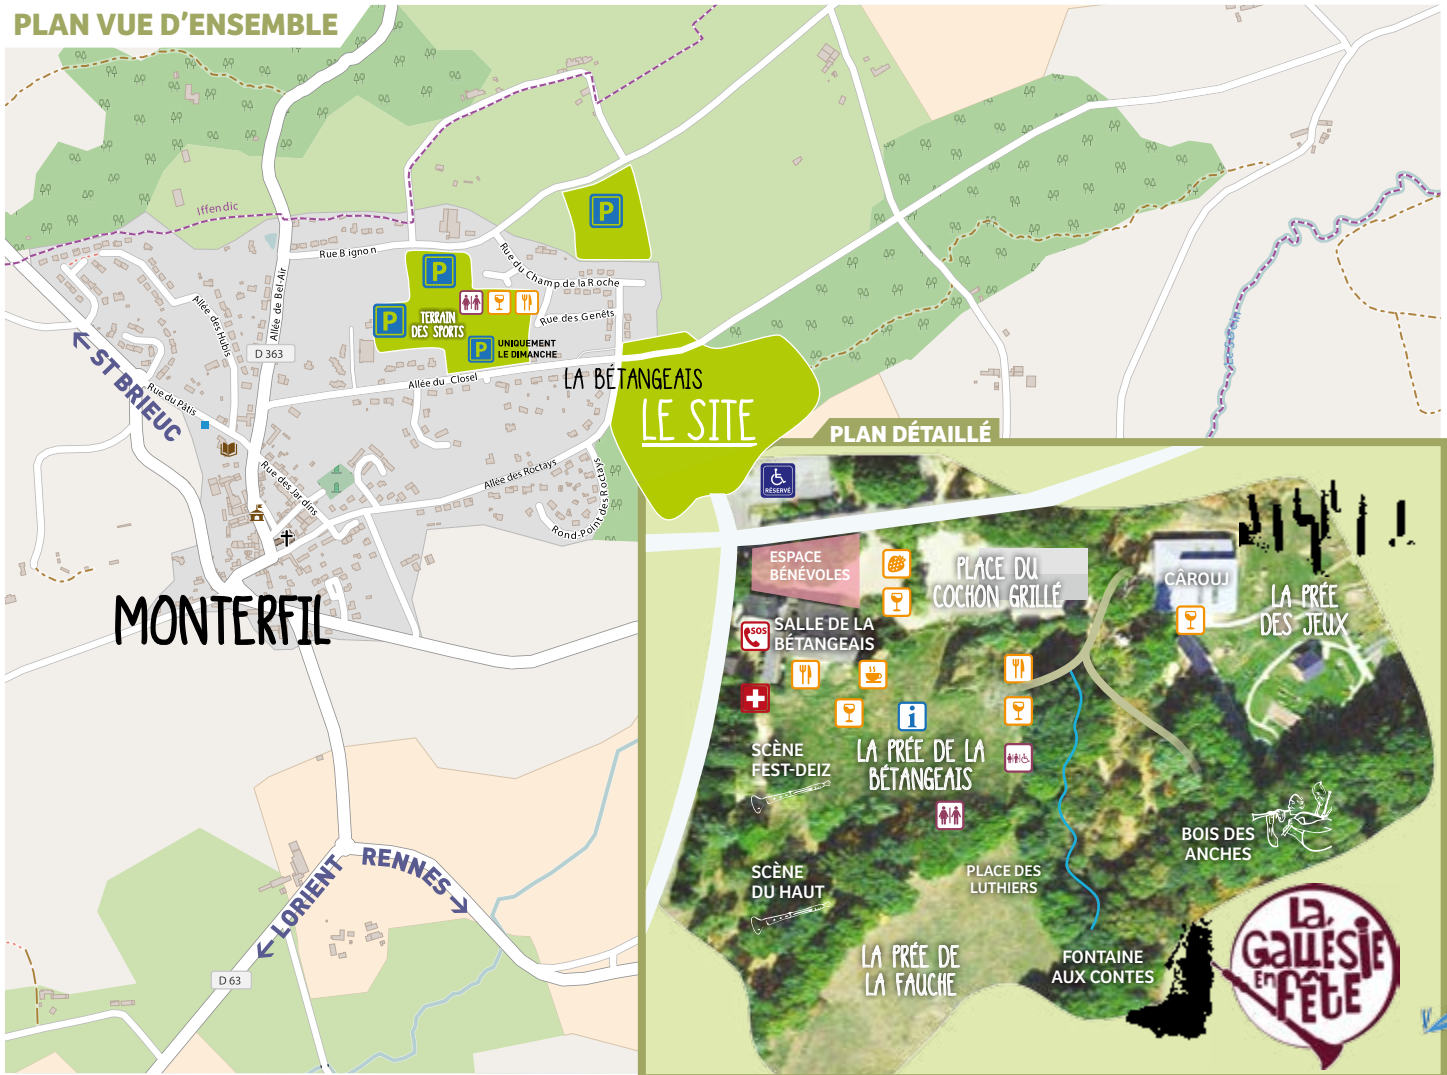 PLAN VUE D'ENSEMBLE
Iffendic
Rue Bignon
Rue du Champ de la Roche
Allée de Bel-Air
Allée des Hubis
P
P
P
P
TERRAIN
DES SPORTS
Rue des Genêts
UNIQUEMENT
LE DIMANCHE
D 363
← ST BRIEUC
Rue du Pâtis
Allée du Closel
LA BÉTANGEAIS
LE SITE
Rue des Jardins
Allée des Roctays
Rond-Point des Roctays
MONTERFIL
← LORIENT
RENNES →
D 63
PLAN DÉTAILLÉ
RÉSERVÉ
ESPACE
BÉNÉVOLES
PLACE DU
COCHON GRILLÉ
CÂROUJ
LA PRÉE
DES JEUX
SOS
SALLE DE LA
BÉTANGEAIS
i
SCÈNE
FEST-DEIZ
LA PRÉE DE LA
BÉTANGEAIS
BOIS DES
ANCHES
SCÈNE
DU HAUT
PLACE DES
LUTHIERS
LA PRÉE DE
LA FAUCHE
FONTAINE
AUX CONTES
LA
GALLÉSIE
EN
FÊTE